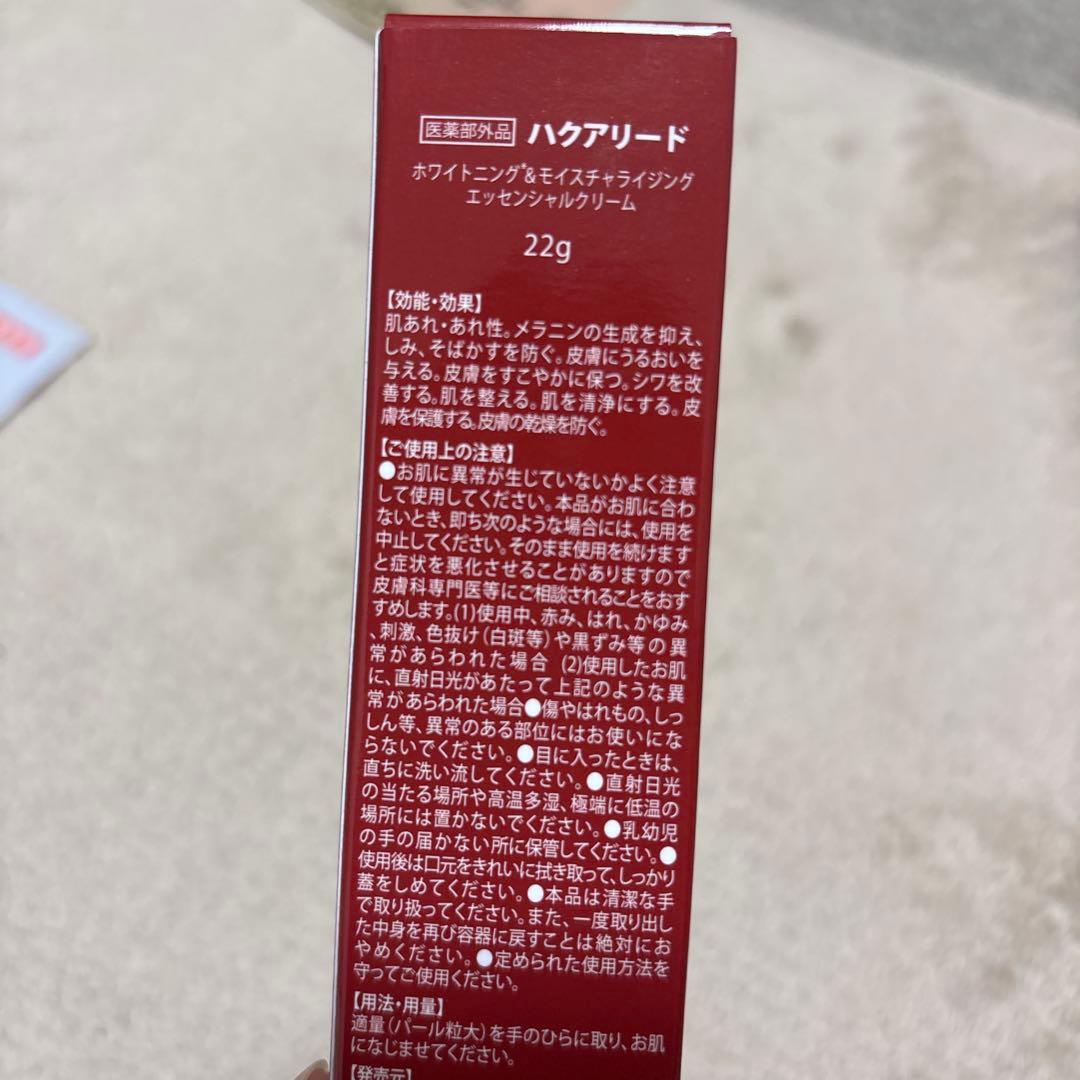 医薬部外品 ハクアリード
ホワイトニング*&モイスチャライジング
エッセンシャルクリーム
22g
【効能・効果】
肌あれ・あれ性。メラニンの生成を抑え、
しみ、そばかすを防ぐ。皮膚にうるおいを
与える。皮膚をすこやかに保つ。シワを改
善する。肌を整える。肌を清浄にする。皮
膚を保護する。皮膚の乾燥を防ぐ。
【ご使用上の注意】
●お肌に異常が生じていないかよく注意
して使用してください。本品がお肌に合わ
ないとき、即ち次のような場合には、使用を
中止してください。そのまま使用を続けます
と症状を悪化させることがありますので
皮膚科専門医等にご相談されることをおす
すめします。(1)使用中、赤み、はれ、かゆみ
、刺激、色抜け(白斑等)や黒ずみ等の異
常があらわれた場合 (2)使用したお肌
に、直射日光があたって上記のような異
常があらわれた場合●傷やはれもの、しっ
しん等、異常のある部位にはお使いにな
らないでください。●目に入ったときは、
直ちに洗い流してください。●直射日光
の当たる場所や高温多湿、極端に低温の
場所には置かないでください。●乳幼児
の手の届かない所に保管してください。●
使用後は口元をきれいに拭き取って、しっかり
蓋をしめてください。●本品は清潔な手
で取り扱ってください。また、一度取り出し
た中身を再び容器に戻すことは絶対にお
やめください。●定められた使用方法を
守ってご使用ください。
【用法・用量】
適量(パール粒大)を手のひらに取り、お肌
になじませてください。
【発売元】